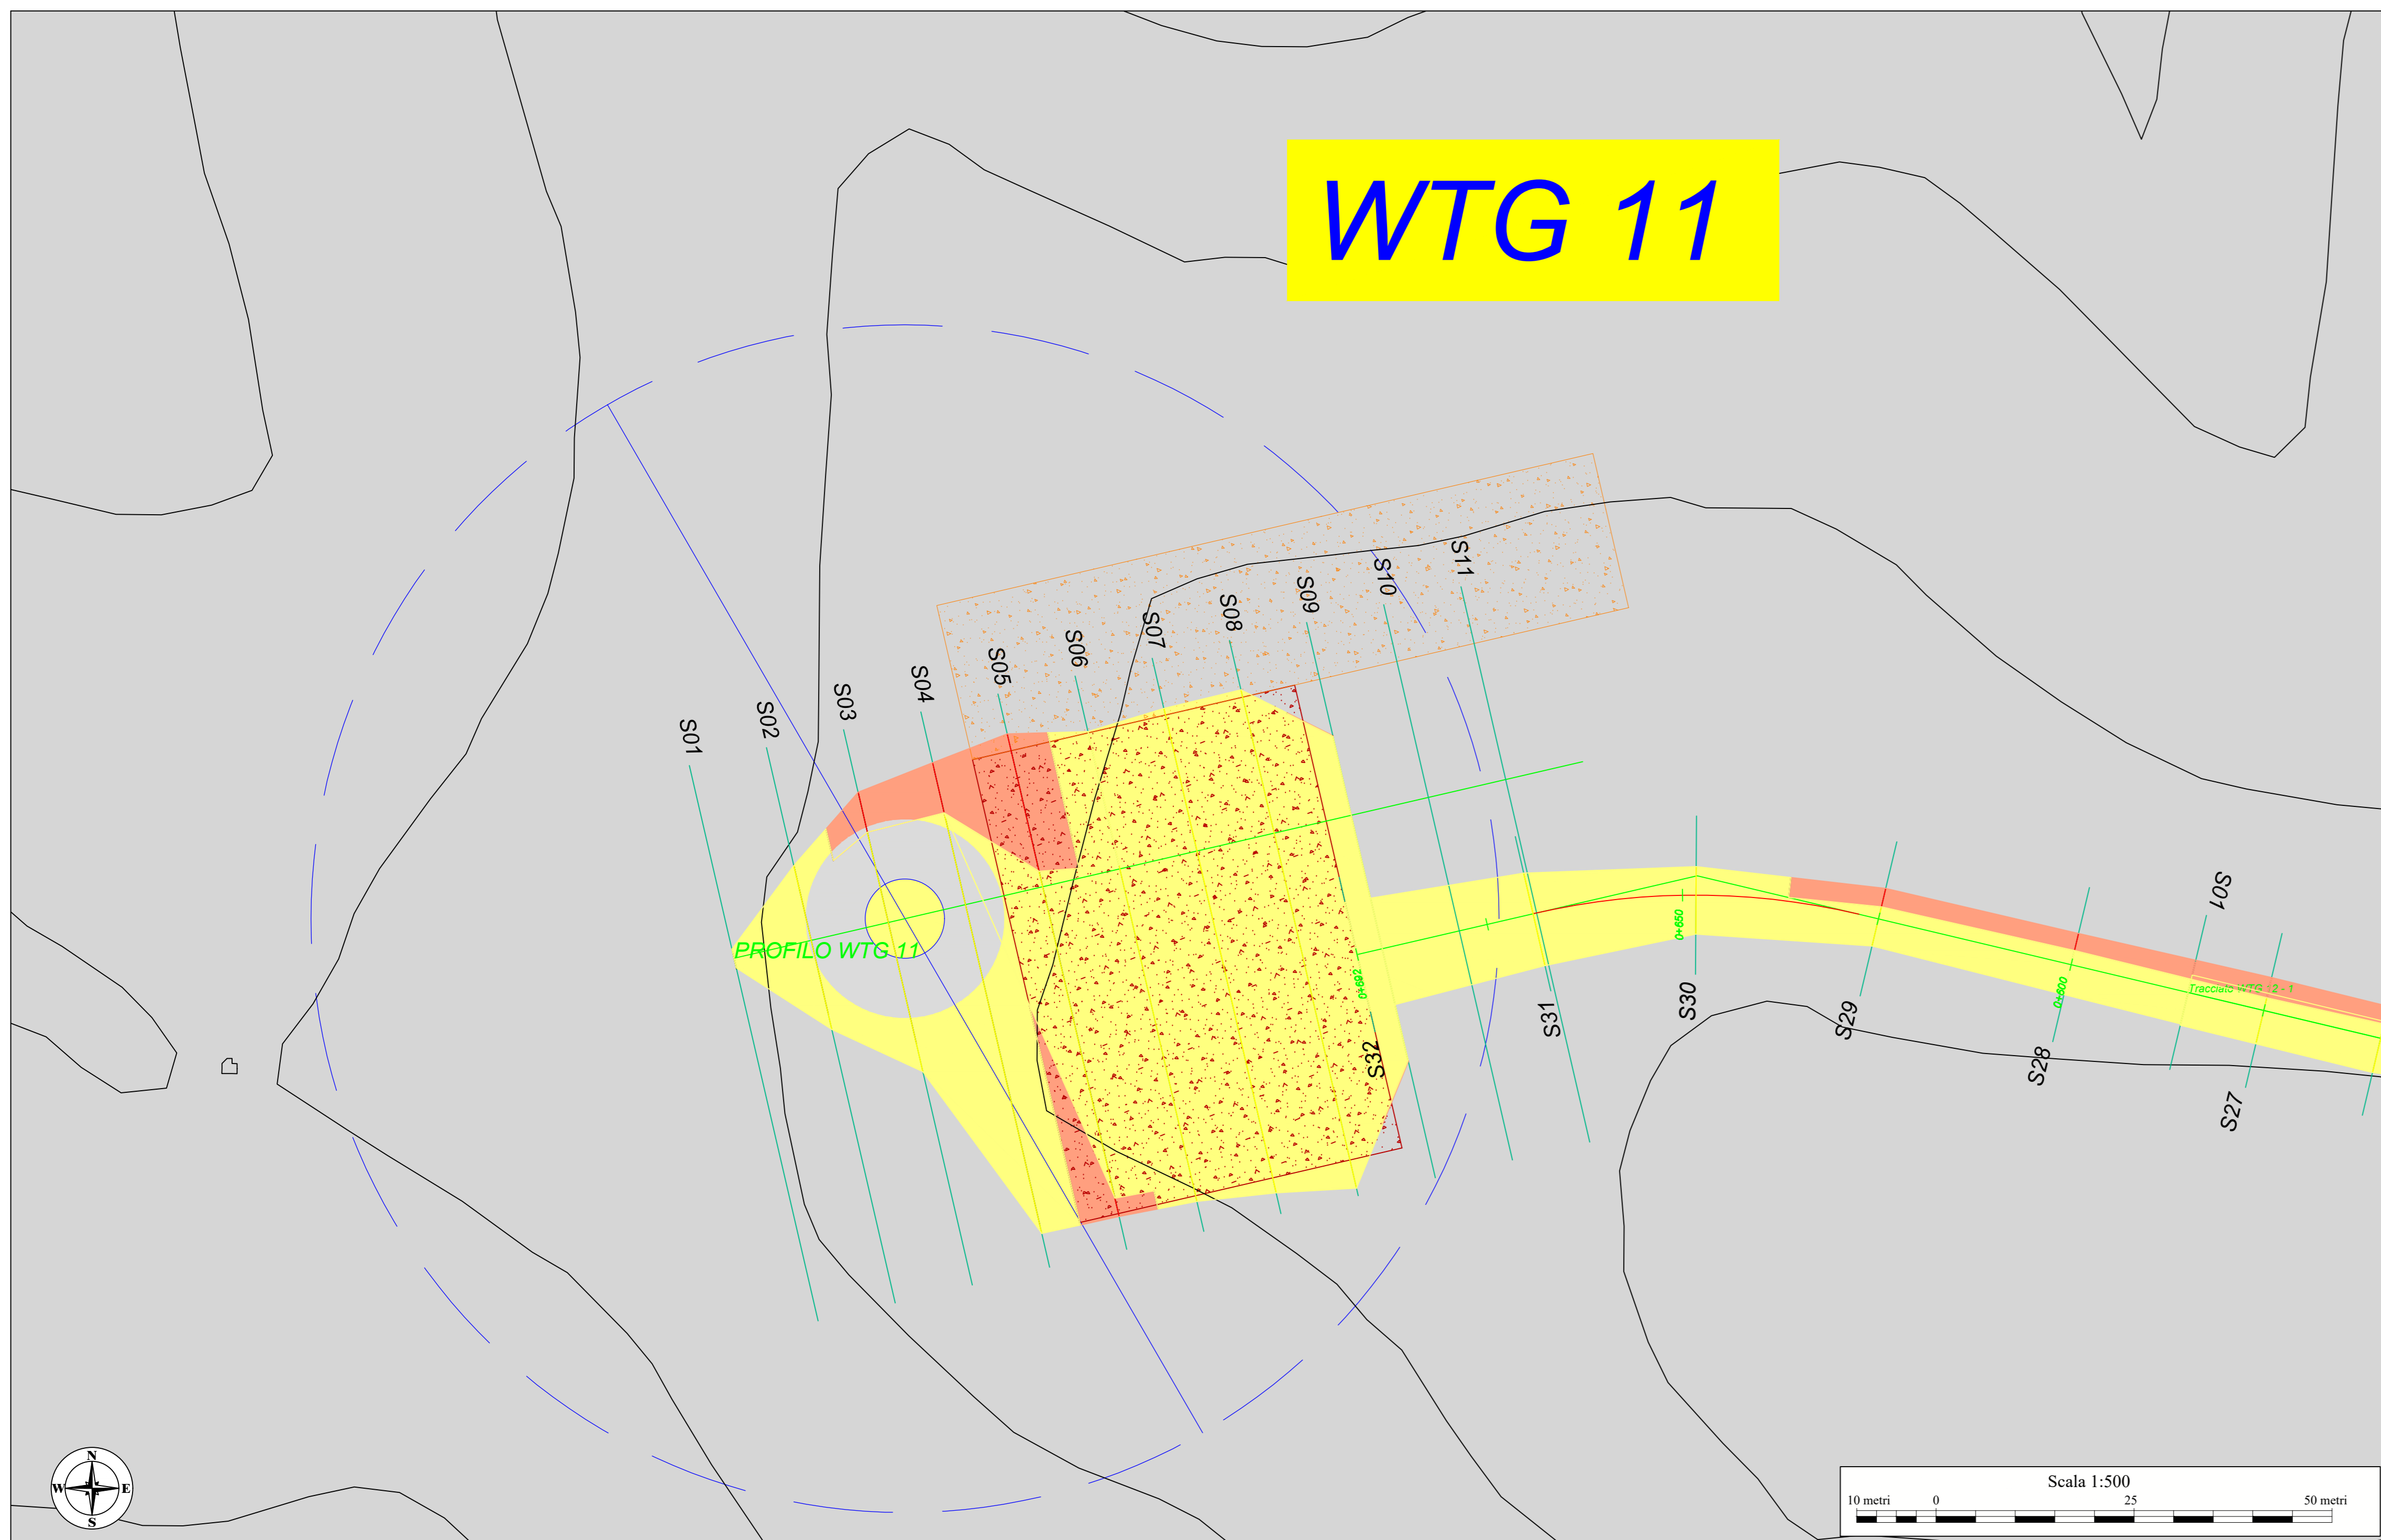 WTG 11
S11
S10
S09
S08
S07
S06
S05
S04
S03
S02
S01
PROFILO WTG 11
S01
0+650
0+692
0+600
Tracciato WTG 12 - 1
S32
S31
S30
S29
S28
S27
N
W E
S
Scala 1:500
10 metri 0 25 50 metri